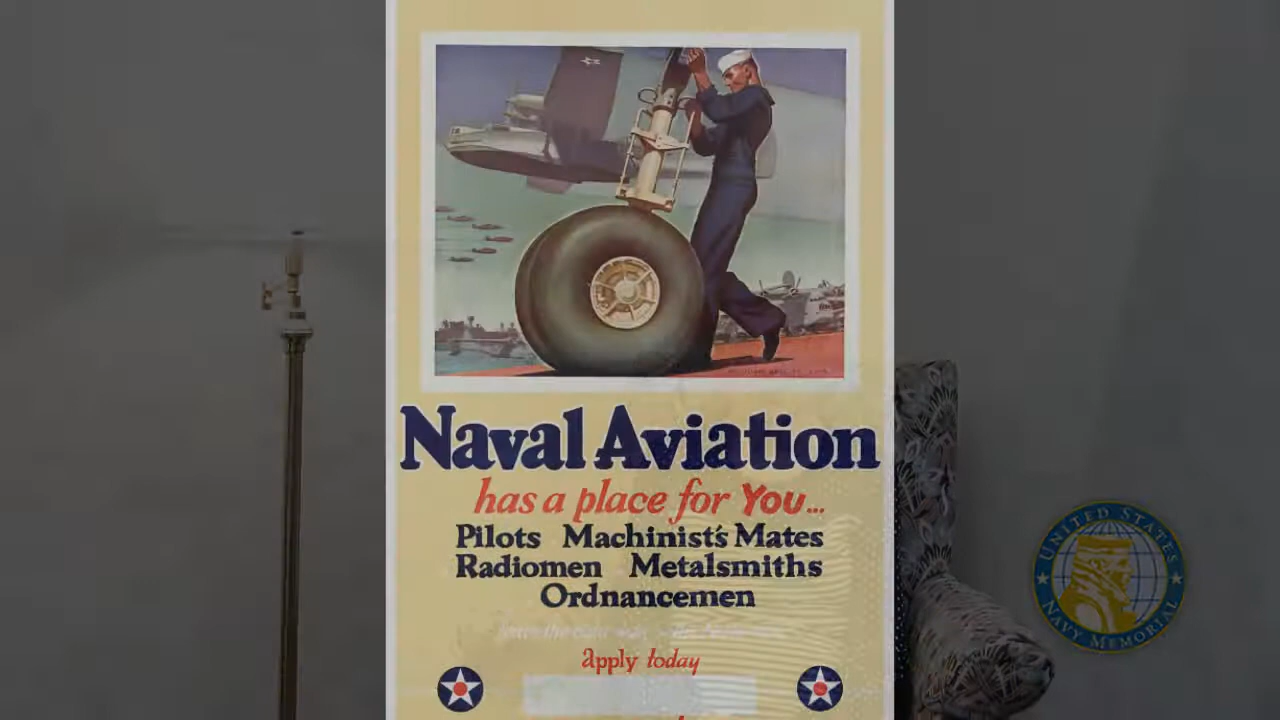 Naval Aviation
has a place for You...
Pilots Machinist's Mates
Radiomen Metalsmiths
Ordnancemen
Apply today
UNITED STATES
NAVY MEMORIAL